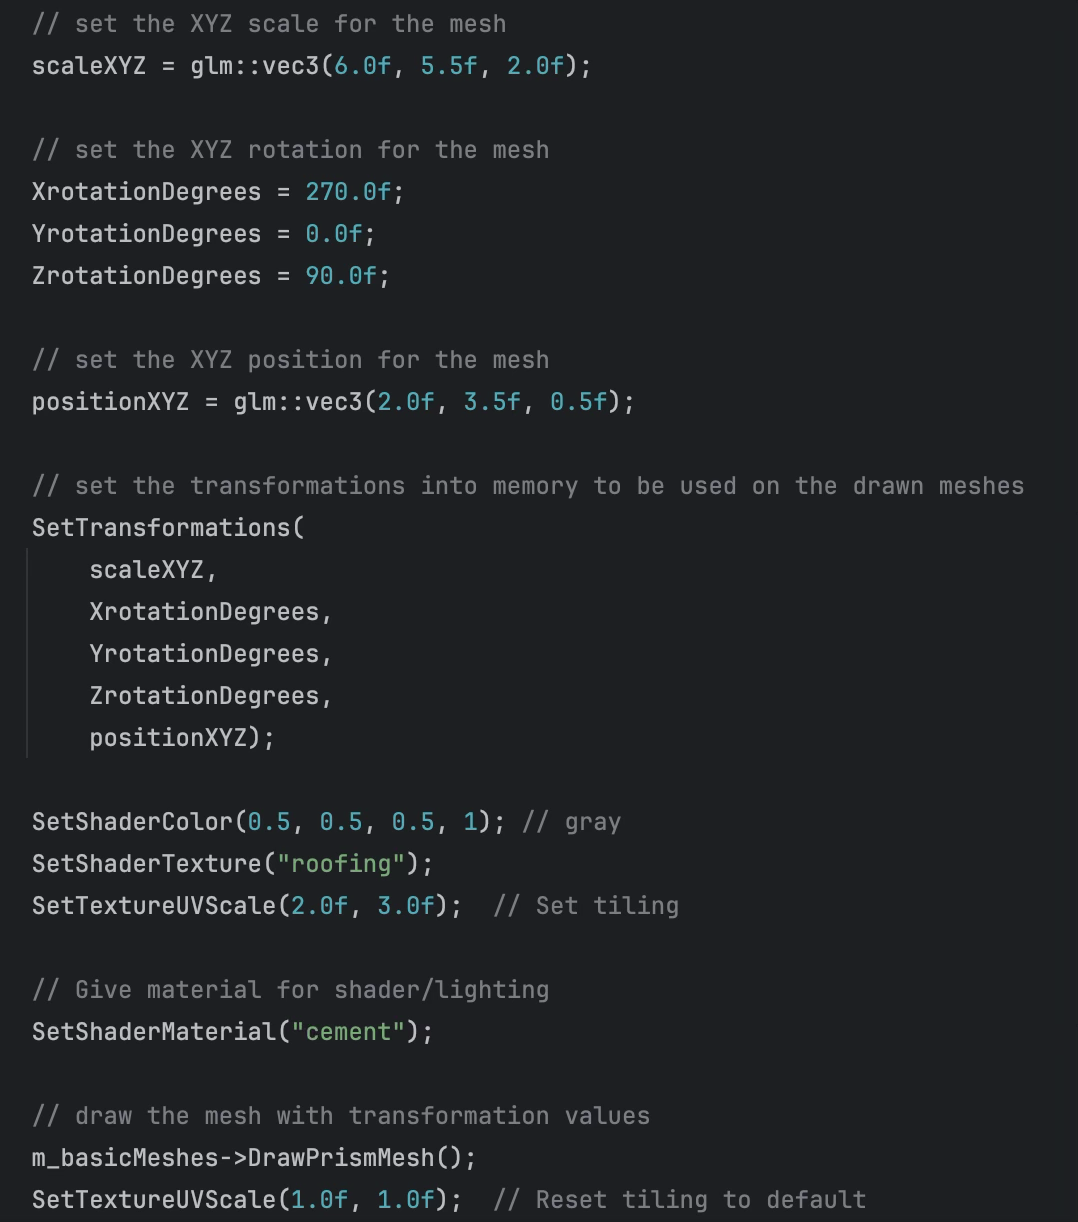 // set the XYZ scale for the mesh
scaleXYZ = glm::vec3(6.0f, 5.5f, 2.0f);
// set the XYZ rotation for the mesh
XrotationDegrees = 270.0f;
YrotationDegrees = 0.0f;
ZrotationDegrees = 90.0f;
// set the XYZ position for the mesh
positionXYZ = glm::vec3(2.0f, 3.5f, 0.5f);
// set the transformations into memory to be used on the drawn meshes
SetTransformations(
scaleXYZ,
XrotationDegrees,
YrotationDegrees,
ZrotationDegrees,
positionXYZ);
SetShaderColor(0.5, 0.5, 0.5, 1); // gray
SetShaderTexture("roofing");
SetTextureUVScale(2.0f, 3.0f);  // Set tiling
// Give material for shader/lighting
SetShaderMaterial("cement");
// draw the mesh with transformation values
m_basicMeshes->DrawPrismMesh();
SetTextureUVScale(1.0f, 1.0f);  // Reset tiling to default